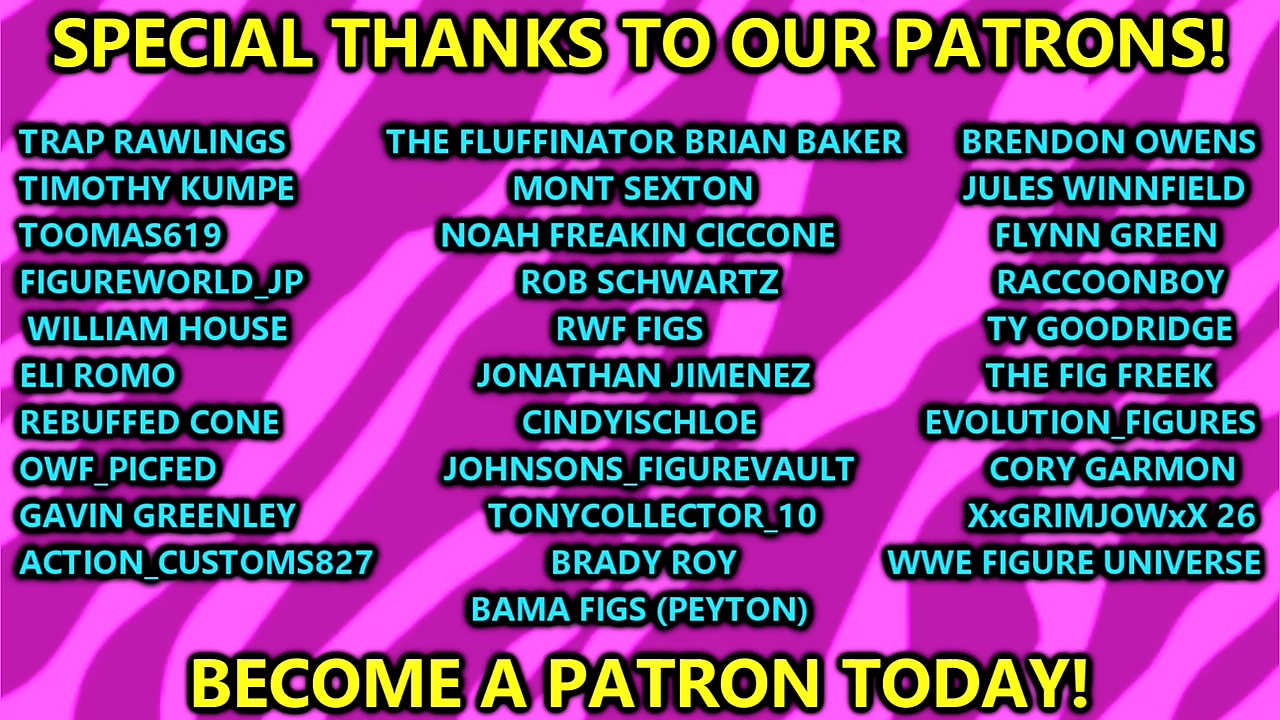 SPECIAL THANKS TO OUR PATRONS!
TRAP RAWLINGS
TIMOTHY KUMPE
TOOMAS619
FIGUREWORLD_JP
WILLIAM HOUSE
ELI ROMO
REBUFFED CONE
OWF_PICFED
GAVIN GREENLEY
ACTION_CUSTOMS827
THE FLUFFINATOR BRIAN BAKER
MONT SEXTON
NOAH FREAKIN CICCONE
ROB SCHWARTZ
RWF FIGS
JONATHAN JIMENEZ
CINDYISCHLOE
JOHNSONS_FIGUREVAULT
TONYCOLLECTOR_10
BRADY ROY
BAMA FIGS (PEYTON)
BRENDON OWENS
JULES WINNFIELD
FLYNN GREEN
RACCOONBOY
TY GOODRIDGE
THE FIG FREEK
EVOLUTION_FIGURES
CORY GARMON
XxGRIMJOWxX 26
WWE FIGURE UNIVERSE
BECOME A PATRON TODAY!